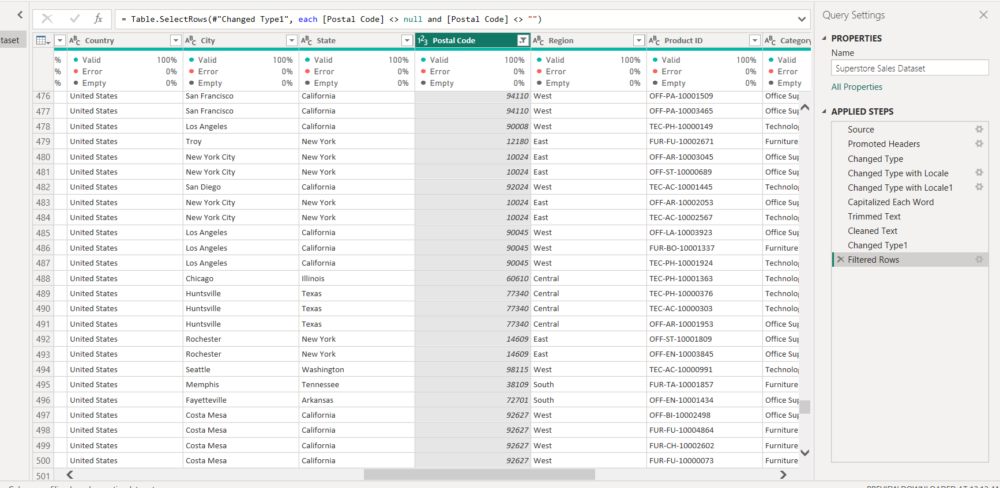 = Table.SelectRows(#"Changed Type1", each [Postal Code] <> null and [Postal Code] <> "")
Query Settings
taset
Country City State Postal Code Region Product ID Category
PROPERTIES
Name
Superstore Sales Dataset
All Properties
APPLIED STEPS
Source
Promoted Headers
Changed Type
Changed Type with Locale
Changed Type with Locale1
Capitalized Each Word
Trimmed Text
Cleaned Text
Changed Type1
Filtered Rows
% Valid 100% Valid 100% Valid 100% Valid 100% Valid 100% Valid 100% Valid
% Error 0% Error 0% Error 0% Error 0% Error 0% Error 0% Error
% Empty 0% Empty 0% Empty 0% Empty 0% Empty 0% Empty 0% Empty
476 United States San Francisco California 94110 West OFF-PA-10001509 Office Sup
477 United States San Francisco California 94110 West OFF-PA-10003465 Office Sup
478 United States Los Angeles California 90008 West TEC-PH-10000149 Technolo
479 United States Troy New York 12180 East FUR-FU-10002671 Furniture
480 United States New York City New York 10024 East OFF-AR-10003045 Office Sup
481 United States New York City New York 10024 East OFF-ST-10000689 Office Sup
482 United States San Diego California 92024 West TEC-AC-10001445 Technolo
483 United States New York City New York 10024 East OFF-AR-10002053 Office Sup
484 United States New York City New York 10024 East TEC-AC-10002567 Technolo
485 United States Los Angeles California 90045 West OFF-LA-10003923 Office Sup
486 United States Los Angeles California 90045 West FUR-BO-10001337 Furniture
487 United States Los Angeles California 90045 West TEC-PH-10001924 Technolo
488 United States Chicago Illinois 60610 Central TEC-PH-10001363 Technolo
489 United States Huntsville Texas 77340 Central TEC-PH-10000376 Technolo
490 United States Huntsville Texas 77340 Central TEC-AC-10000303 Technolo
491 United States Huntsville Texas 77340 Central OFF-AR-10001953 Office Sup
492 United States Rochester New York 14609 East OFF-ST-10001809 Office Sup
493 United States Rochester New York 14609 East OFF-EN-10003845 Office Sup
494 United States Seattle Washington 98115 West TEC-AC-10000991 Technolo
495 United States Memphis Tennessee 38109 South FUR-TA-10001857 Furniture
496 United States Fayetteville Arkansas 72701 South OFF-EN-10001434 Office Sup
497 United States Costa Mesa California 92627 West OFF-BI-10002498 Office Sup
498 United States Costa Mesa California 92627 West FUR-FU-10004864 Furniture
499 United States Costa Mesa California 92627 West FUR-CH-10002602 Furniture
500 United States Costa Mesa California 92627 West FUR-FU-10000073 Furniture
501
PREVIEW DOWNLOADED AT